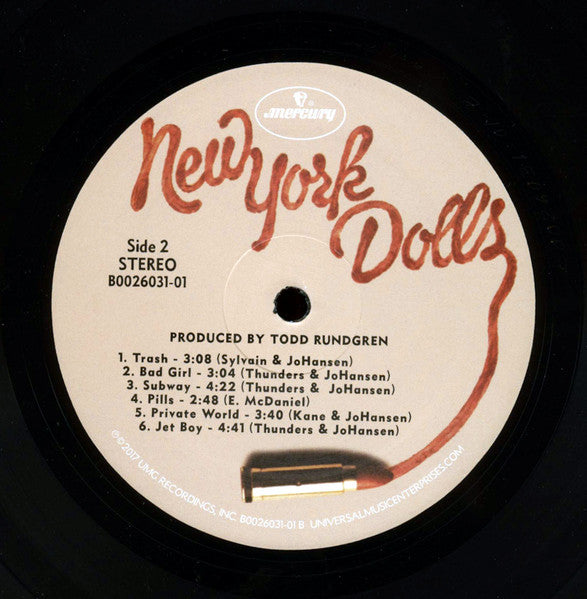 mercury
New York
Dolls
Side 2
STEREO
B0026031-01
PRODUCED BY TODD RUNDGREN
1. Trash - 3:08 (Sylvain & JoHansen)
2. Bad Girl - 3:04 (Thunders & JoHansen)
3. Subway - 4:22 (Thunders & JoHansen)
4. Pills - 2:48 (E. McDaniel)
5. Private World - 3:40 (Kane & JoHansen)
6. Jet Boy - 4:41 (Thunders & JoHansen)
℗©2017 UMG RECORDINGS, INC. B0026031-01 B UNIVERSALMUSICENTERPRISES.COM